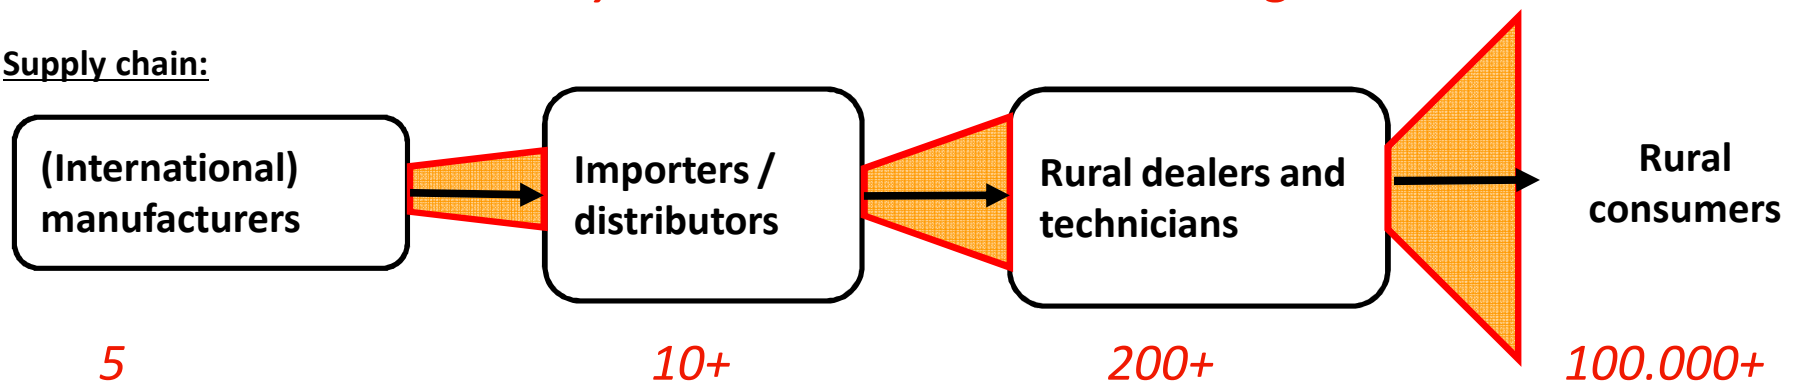 Supply chain:
(International)
manufacturers
Importers /
distributors
Rural dealers and
technicians
Rural
consumers
5
10+
200+
100.000+